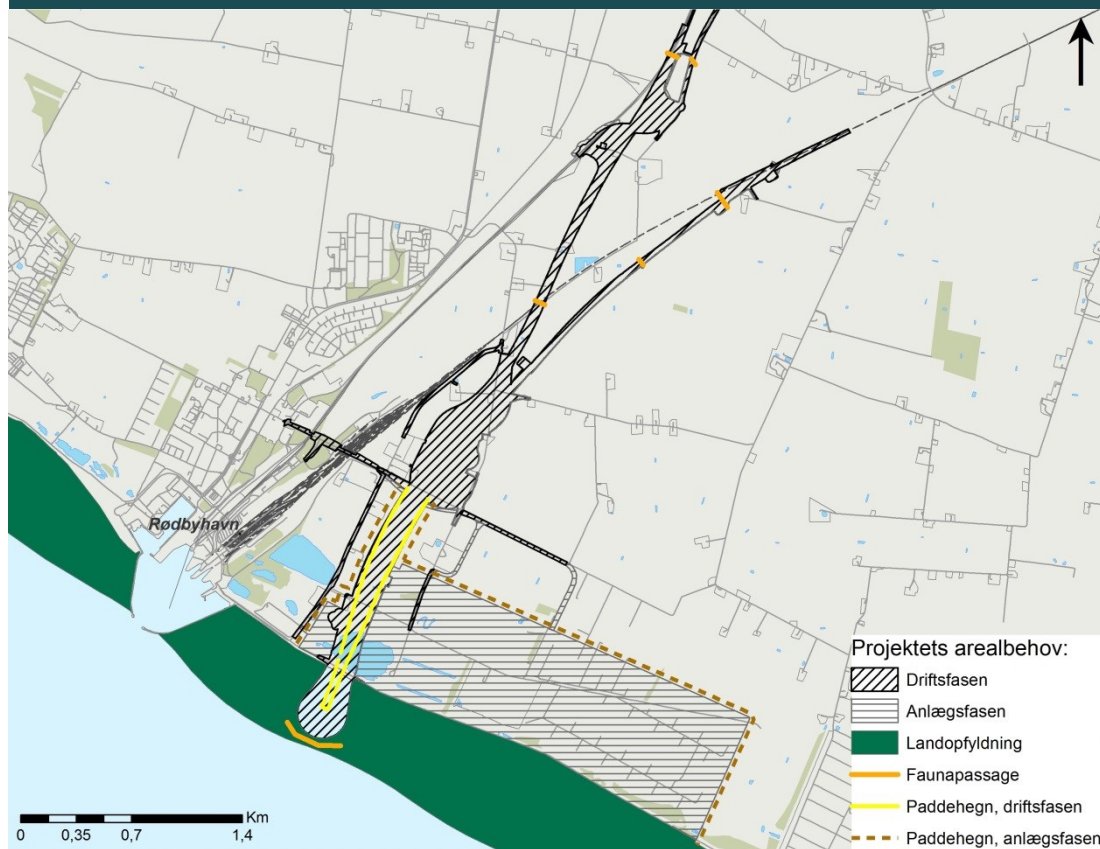 Rødbyhavn
Projektets arealbehov:
Driftsfasen
Anlægsfasen
Landopfyldning
Faunapassage
Paddehegn, driftsfasen
Paddehegn, anlægsfasen
Km
0 0,35 0,7 1,4